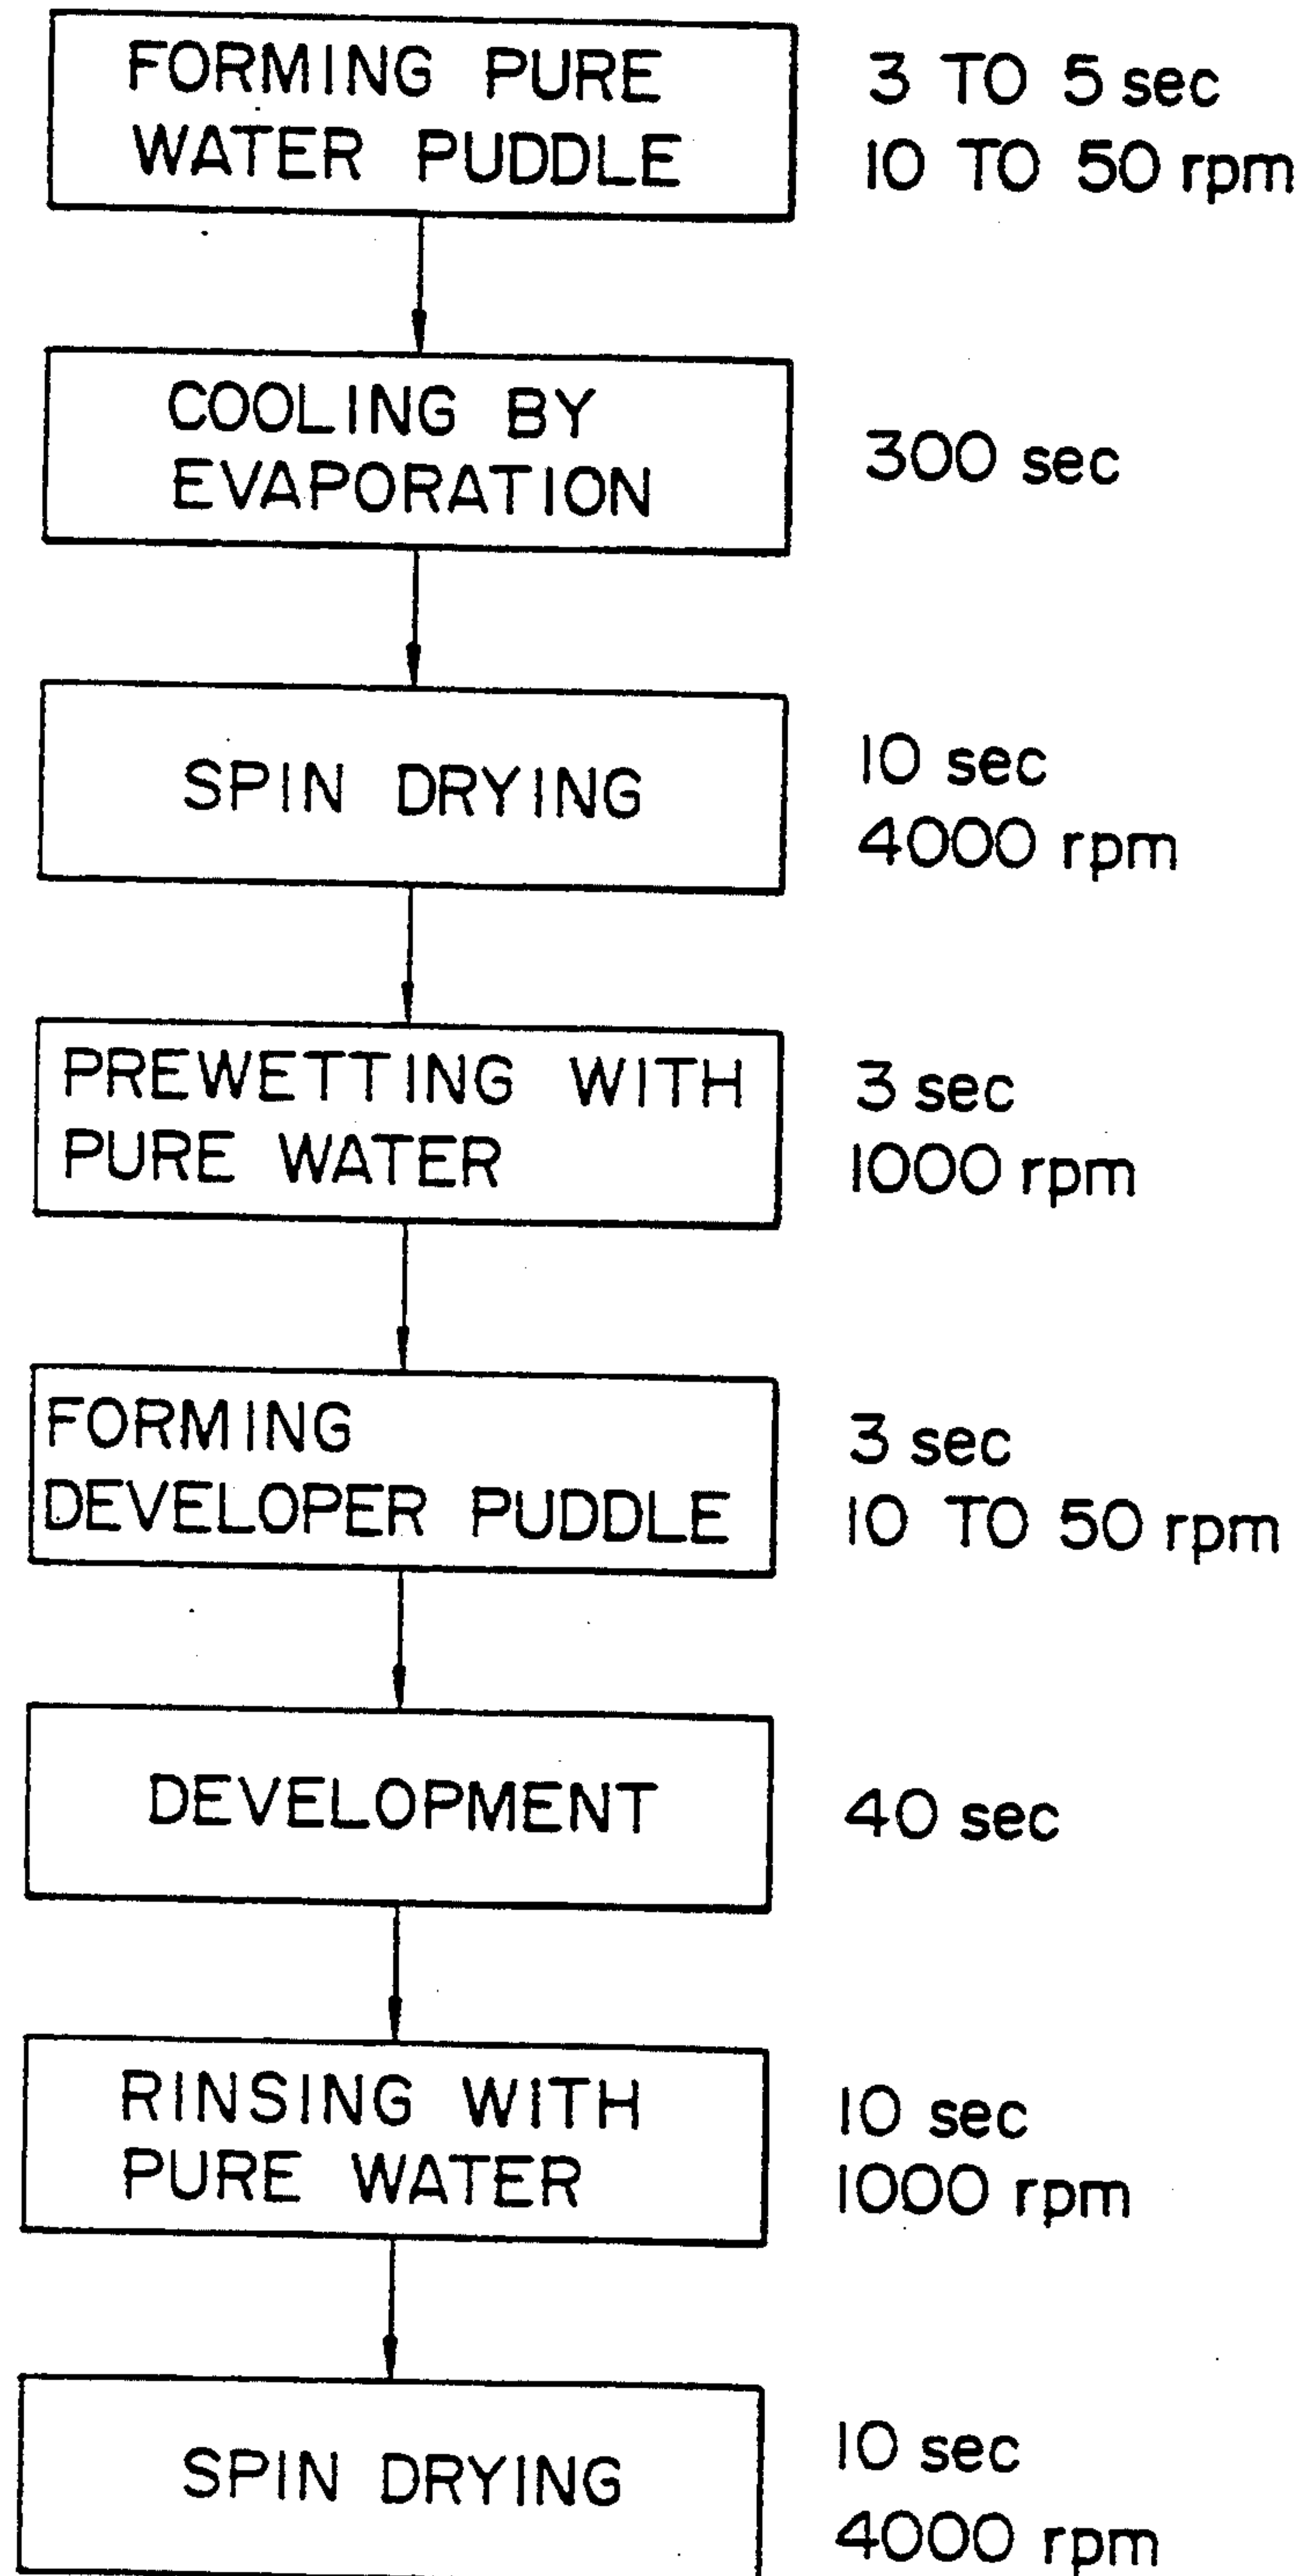 FORMING PURE
WATER PUDDLE
3 TO 5 sec
10 TO 50 rpm
COOLING BY
EVAPORATION
300 sec
SPIN DRYING
10 sec
4000 rpm
PREWETTING WITH
PURE WATER
3 sec
1000 rpm
FORMING
DEVELOPER PUDDLE
3 sec
10 TO 50 rpm
DEVELOPMENT
40 sec
RINSING WITH
PURE WATER
10 sec
1000 rpm
SPIN DRYING
10 sec
4000 rpm